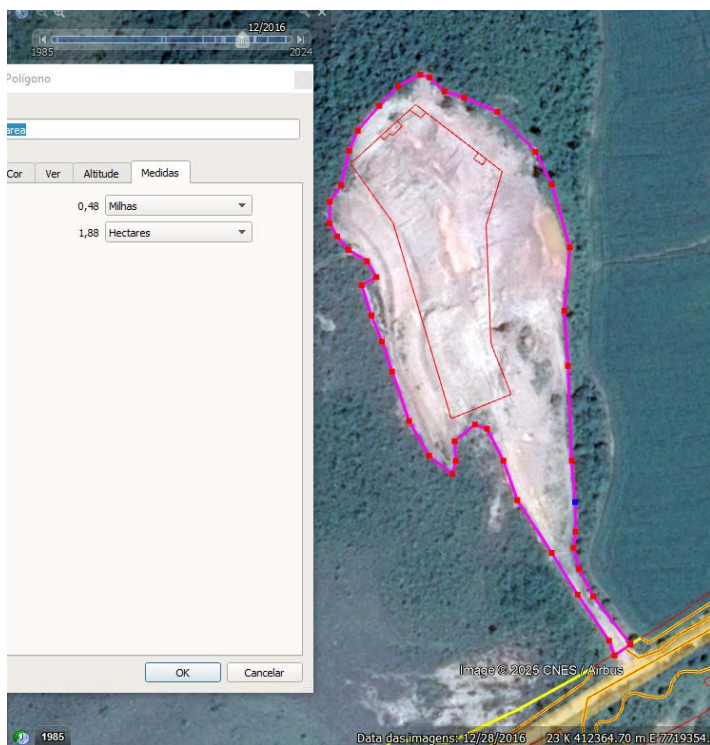 12/2016
1985
2024
Polígono
area
Cor Ver Altitude Medidas
0,48 Milhas
1,88 Hectares
OK Cancelar
Image © 2025 CNES / Airbus
1985
Data das imagens: 12/28/2016 23 K 412364.70 m E 7719354.